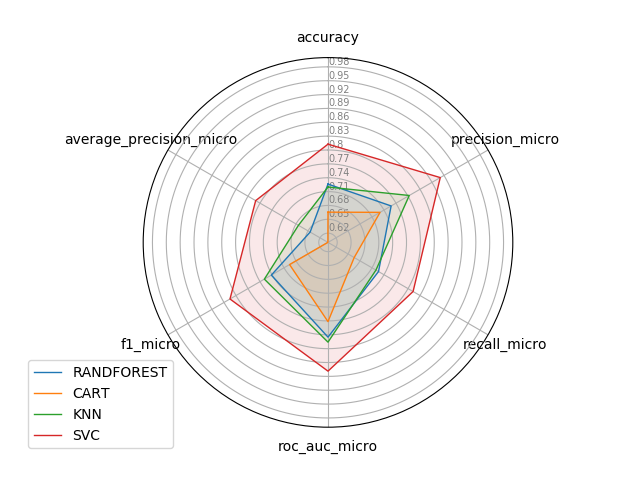 accuracy
0.98
0.95
0.92
0.89
0.86
0.83
0.8
0.77
0.74
0.71
0.68
0.65
0.62
average_precision_micro
precision_micro
f1_micro
recall_micro
roc_auc_micro
RANDFOREST
CART
KNN
SVC